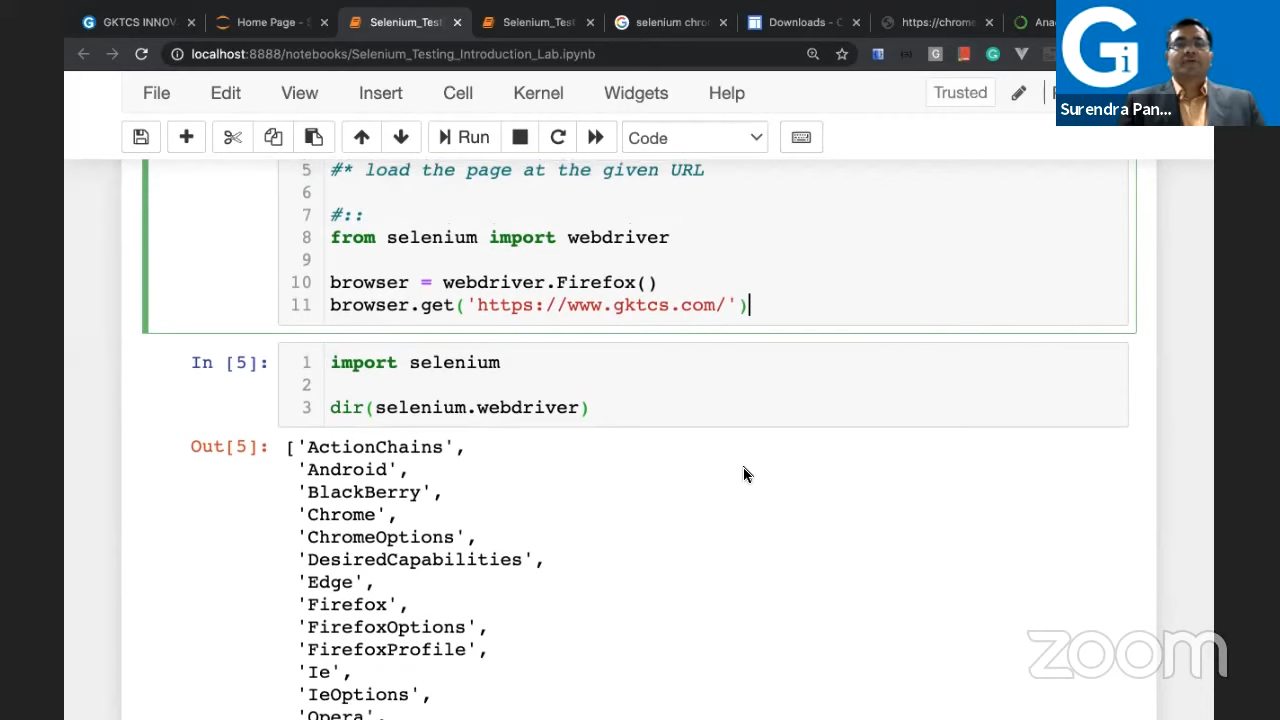 GKTCS INNOV
Home Page - S
Selenium_Test
Selenium_Test
selenium chro
Downloads - C
https://chrome
Ana
localhost:8888/notebooks/Selenium_Testing_Introduction_Lab.ipynb
Gi
Surendra Pan...
File Edit View Insert Cell Kernel Widgets Help Trusted
Run Code
5 #* load the page at the given URL
6
7 #::
8 from selenium import webdriver
9
10 browser = webdriver.Firefox()
11 browser.get('https://www.gktcs.com/')
In [5]: 1 import selenium
2
3 dir(selenium.webdriver)
Out[5]: ['ActionChains',
'Android',
'BlackBerry',
'Chrome',
'ChromeOptions',
'DesiredCapabilities',
'Edge',
'Firefox',
'FirefoxOptions',
'FirefoxProfile',
'Ie',
'IeOptions',
'Opera',
zoom